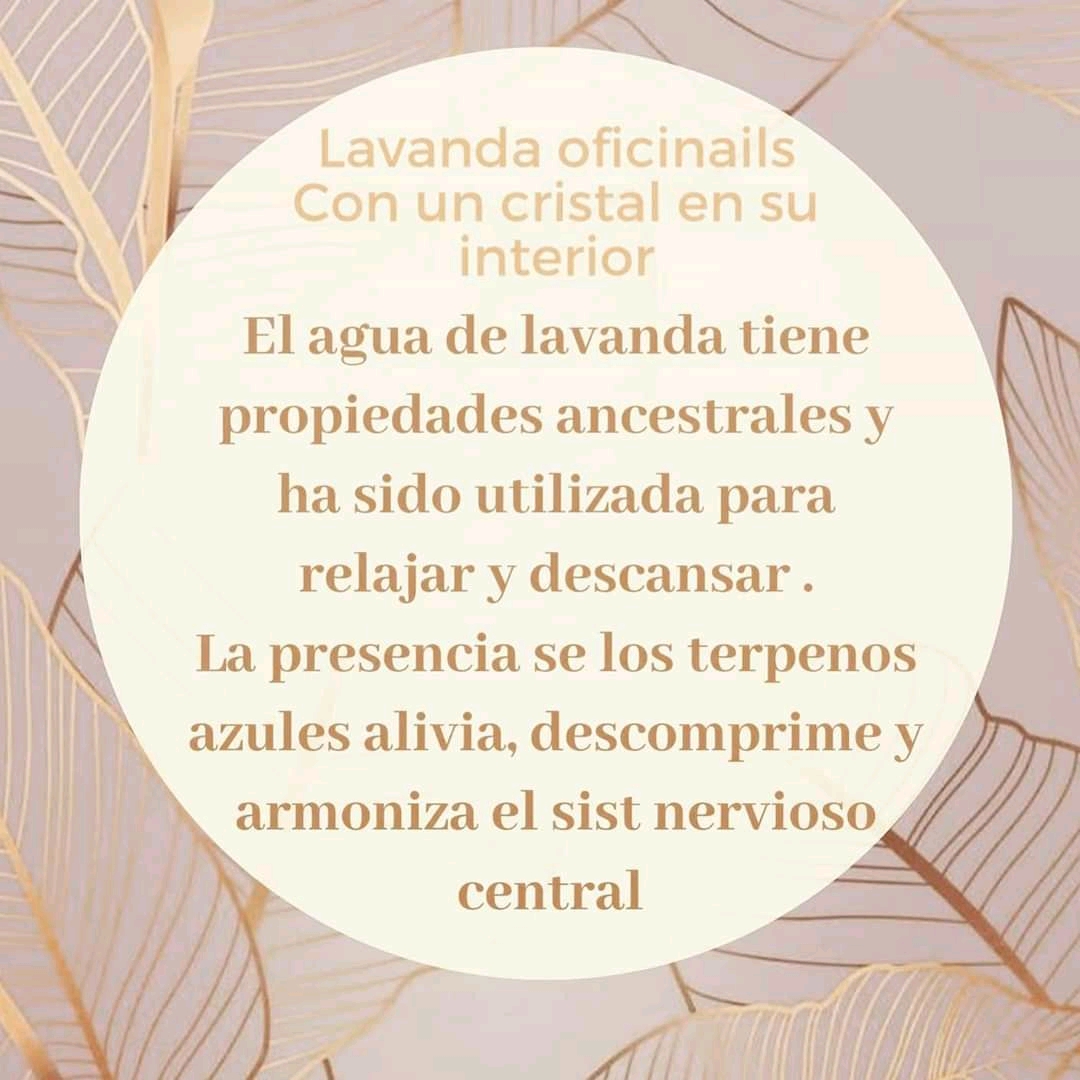 Lavanda oficinails
Con un cristal en su
interior
El agua de lavanda tiene
propiedades ancestrales y
ha sido utilizada para
relajar y descansar .
La presencia se los terpenos
azules alivia, descomprime y
armoniza el sist nervioso
central